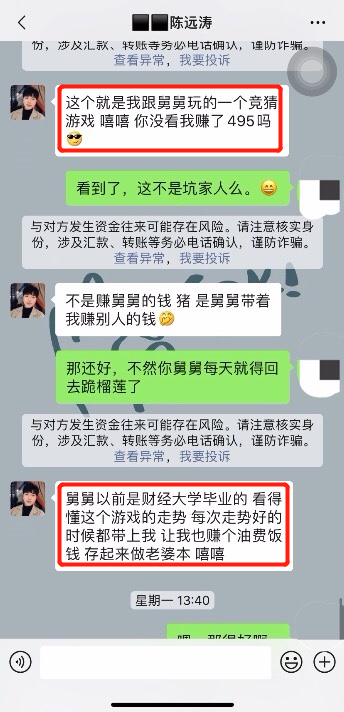 陈远涛
份，涉及汇款、转账等务必电话确认，谨防诈骗。
查看异常，我要投诉
这个就是我跟舅舅玩的一个竞猜
游戏 嘻嘻 你没看我赚了495吗
😎
看到了，这不是坑家人么。😄
与对方发生资金往来可能存在风险。请注意核实身
份，涉及汇款、转账等务必电话确认，谨防诈骗。
查看异常，我要投诉
不是赚舅舅的钱 猪 是舅舅带着
我赚别人的钱🤣
那还好，不然你舅舅每天就得回
去跪榴莲了
与对方发生资金往来可能存在风险。请注意核实身
份，涉及汇款、转账等务必电话确认，谨防诈骗。
查看异常，我要投诉
舅舅以前是财经大学毕业的 看得
懂这个游戏的走势 每次走势好的
时候都带上我 让我也赚个油费饭
钱 存起来做老婆本 嘻嘻
星期一 13:40